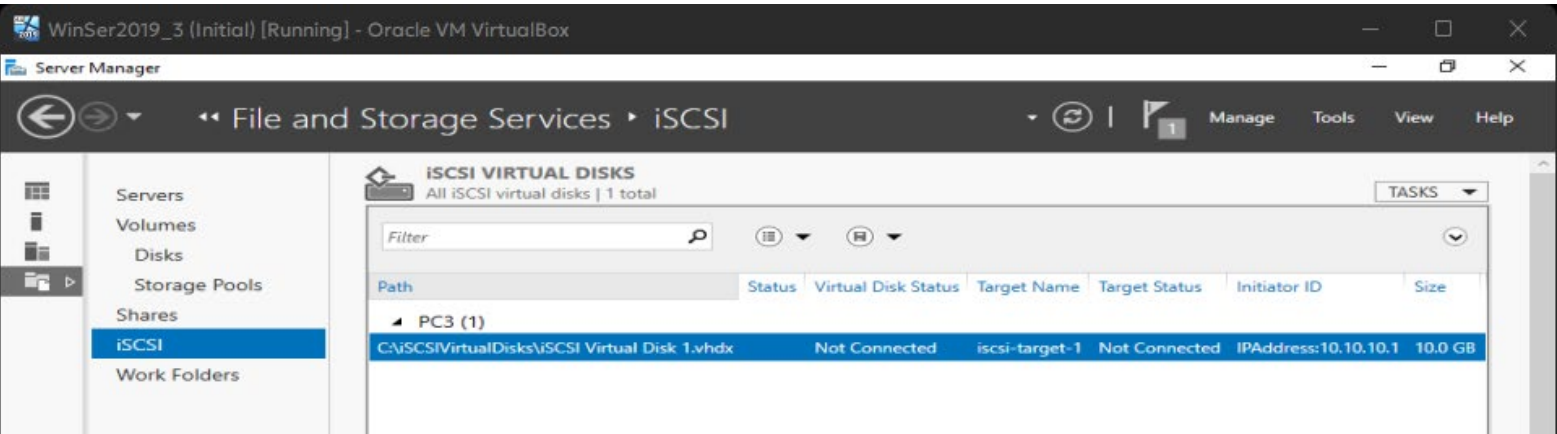 WinSer2019_3 (Initial) [Running] - Oracle VM VirtualBox
Server Manager
File and Storage Services iSCSI
1 Manage Tools View Help
iSCSI VIRTUAL DISKS
All iSCSI virtual disks | 1 total
TASKS
Servers
Volumes
Disks
Storage Pools
Shares
iSCSI
Work Folders
Filter
Path Status Virtual Disk Status Target Name Target Status Initiator ID Size
PC3 (1)
C:\iSCSIVirtualDisks\iSCSI Virtual Disk 1.vhdx Not Connected iscsi-target-1 Not Connected IPAddress:10.10.10.1 10.0 GB